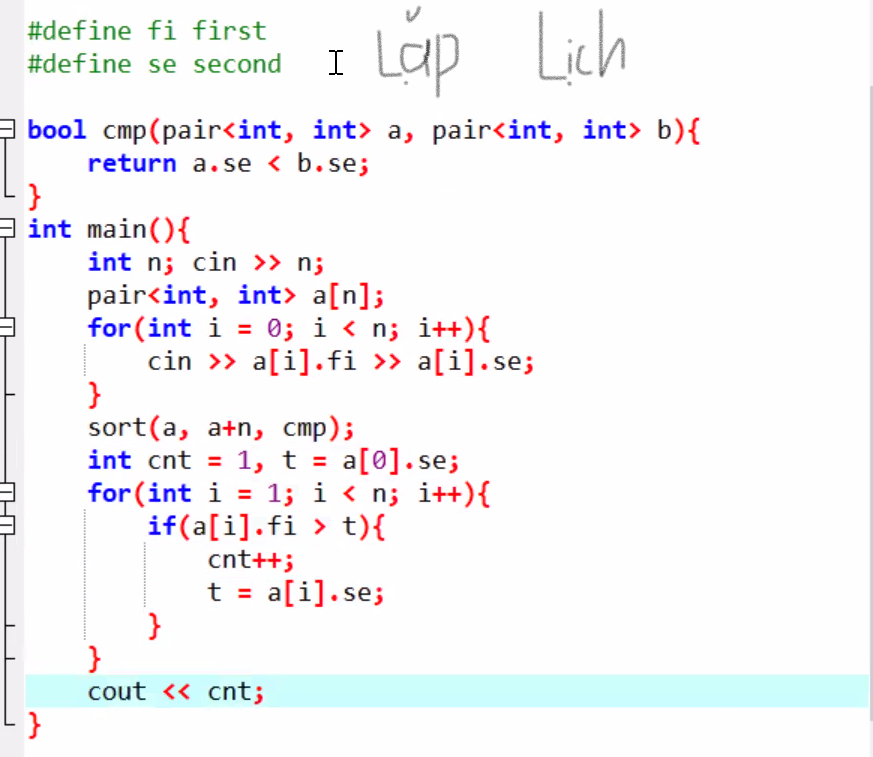 #define fi first
#define se second
Lặp Lịch
bool cmp(pair<int, int> a, pair<int, int> b){
    return a.se < b.se;
}
int main(){
    int n; cin >> n;
    pair<int, int> a[n];
    for(int i = 0; i < n; i++){
        cin >> a[i].fi >> a[i].se;
    }
    sort(a, a+n, cmp);
    int cnt = 1, t = a[0].se;
    for(int i = 1; i < n; i++){
        if(a[i].fi > t){
            cnt++;
            t = a[i].se;
        }
    }
    cout << cnt;
}